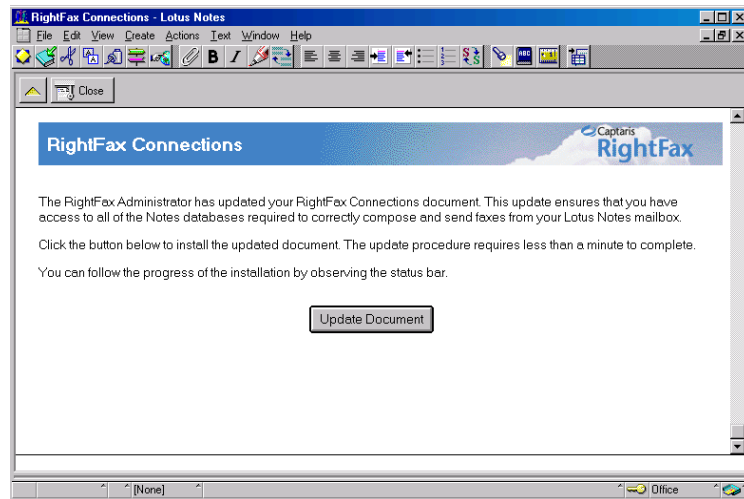 RightFax Connections - Lotus Notes
File Edit View Create Actions Text Window Help
Close
RightFax Connections
Captaris
RightFax
The RightFax Administrator has updated your RightFax Connections document. This update ensures that you have
access to all of the Notes databases required to correctly compose and send faxes from your Lotus Notes mailbox.
Click the button below to install the updated document. The update procedure requires less than a minute to complete.
You can follow the progress of the installation by observing the status bar.
Update Document
[None]
Office